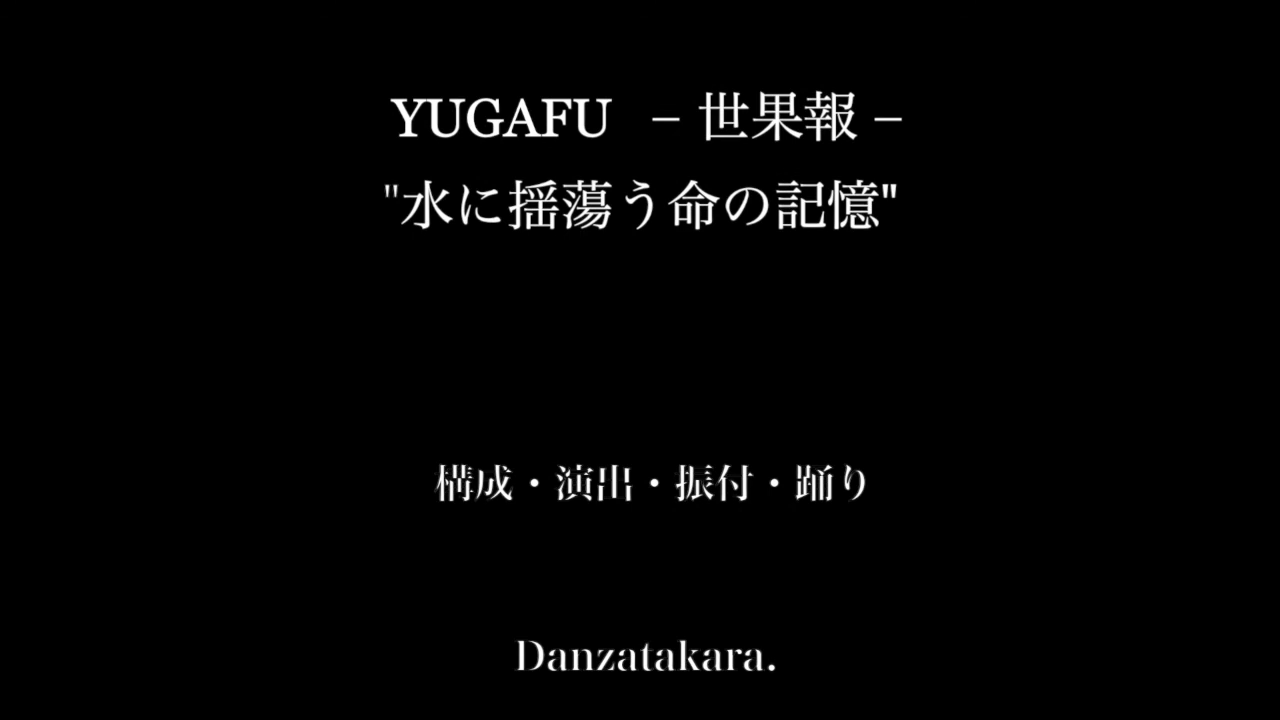 YUGAFU – 世果報 –
"水に揺蕩う命の記憶"
構成・演出・振付・踊り
Danzatakara.